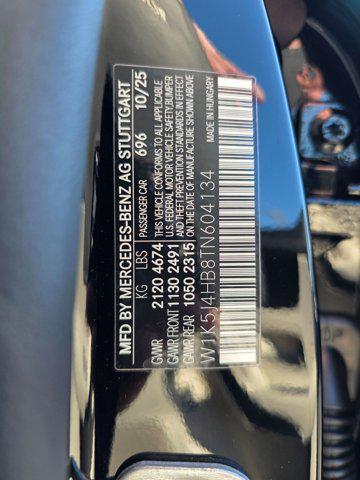 MFD BY MERCEDES-BENZ AG STUTTGART
PASSENGER CAR 696 10/25
KG LBS
GVWR 2120 4674
GAWR FRONT 1130 2491
GAWR REAR 1050 2315
THIS VEHICLE CONFORMS TO ALL APPLICABLE
U.S. FEDERAL MOTOR VEHICLE SAFETY, BUMPER
AND THEFT PREVENTION STANDARDS IN EFFECT
ON THE DATE OF MANUFACTURE SHOWN ABOVE
MADE IN HUNGARY
W1K5J4HB8TN604134